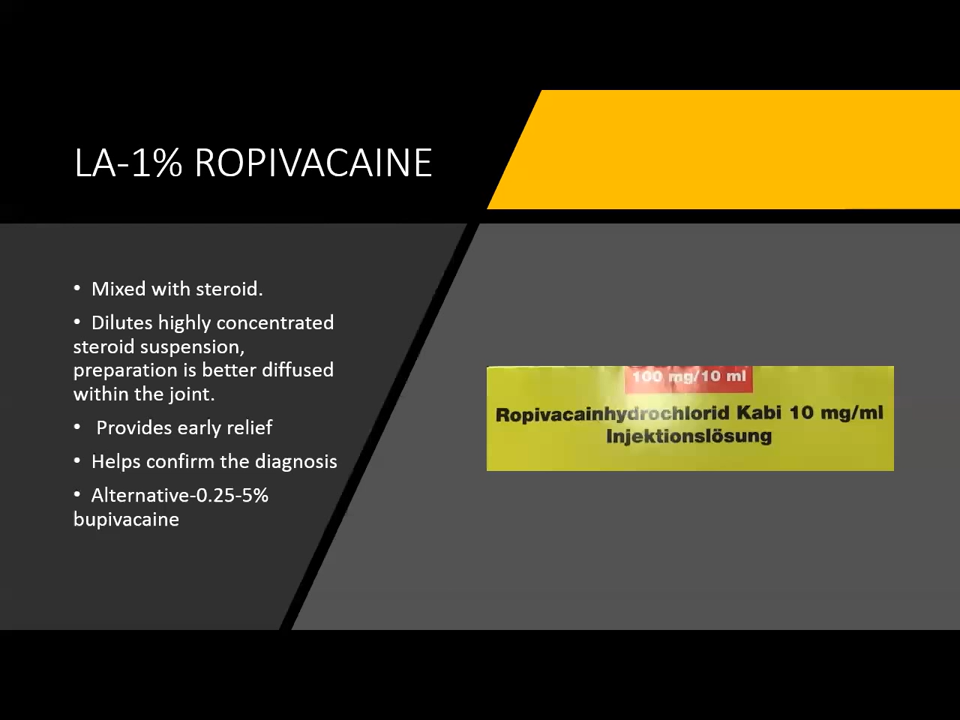 LA-1% ROPIVACAINE
• Mixed with steroid.
• Dilutes highly concentrated
steroid suspension,
preparation is better diffused
within the joint.
• Provides early relief
• Helps confirm the diagnosis
• Alternative-0.25-5%
bupivacaine
100 mg/10 ml
Ropivacainhydrochlorid Kabi 10 mg/ml
Injektionslösung